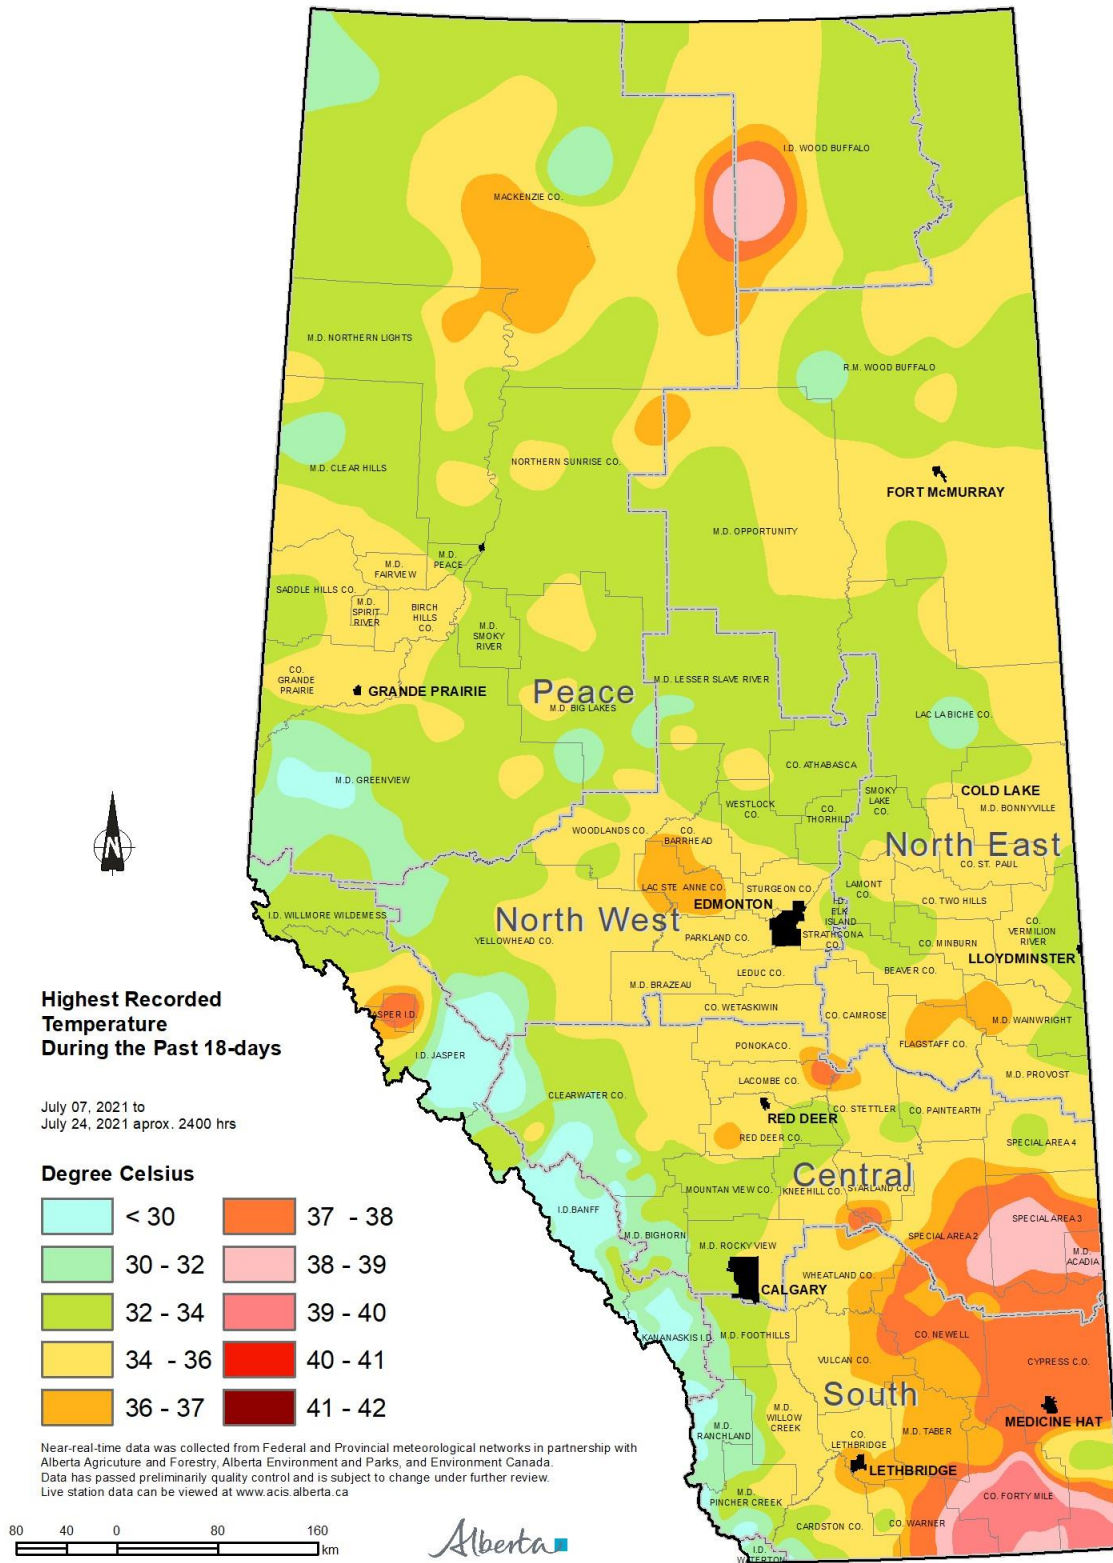 I.D. WOOD BUFFALO
MACKENZIE CO.
M.D. NORTHERN LIGHTS
R.M. WOOD BUFFALO
M.D. CLEAR HILLS
NORTHERN SUNRISE CO.
FORT McMURRAY
M.D. OPPORTUNITY
M.D.
PEACE
M.D.
FAIRVIEW
SADDLE HILLS CO.
M.D.
SPIRIT
RIVER
BIRCH
HILLS
CO.
M.D.
SMOKY
RIVER
CO.
GRANDE
PRAIRIE
GRANDE PRAIRIE
Peace
M.D. LESSER SLAVE RIVER
M.D. BIG LAKES
LAC LA BICHE CO.
M.D. GREENVIEW
CO. ATHABASCA
COLD LAKE
M.D. BONNYVILLE
SMOKY
LAKE
CO.
WESTLOCK
CO.
CO.
THORHILD
WOODLANDS CO.
CO.
BARRHEAD
North East
CO. ST. PAUL
LAC STE ANNE CO.
STURGEON CO.
LAMONT
CO.
EDMONTON
I.D.
ELK
ISLAND
CO. TWO HILLS
I.D. WILLMORE WILDERNESS
North West
YELLOWHEAD CO.
PARKLAND CO.
STRATHCONA
CO.
CO.
VERMILION
RIVER
CO. MINBURN
LLOYDMINSTER
LEDUC CO.
BEAVER CO.
M.D. BRAZEAU
CO. WETASKIWIN
CO. CAMROSE
M.D. WAINWRIGHT
JASPER I.D.
I.D. JASPER
PONOKA CO.
FLAGSTAFF CO.
M.D. PROVOST
LACOMBE CO.
CLEARWATER CO.
CO. STETTLER
CO. PAINTEARTH
RED DEER
RED DEER CO.
SPECIAL AREA 4
Central
MOUNTAIN VIEW CO.
KNEEHILL CO.
STARLAND CO.
I.D. BANFF
M.D. BIGHORN
M.D. ROCKY VIEW
SPECIAL AREA 3
SPECIAL AREA 2
M.D.
ACADIA
WHEATLAND CO.
CALGARY
KANANASKIS I.D.
M.D. FOOTHILLS
CO. NEWELL
VULCAN CO.
CYPRESS C.O.
South
M.D.
WILLOW
CREEK
M.D.
RANCHLAND
MEDICINE HAT
M.D. TABER
CO.
LETHBRIDGE
LETHBRIDGE
M.D.
PINCHER CREEK
CO. FORTY MILE
CARDSTON CO.
CO. WARNER
I.D.
WATERTON
N
Highest Recorded
Temperature
During the Past 18-days
July 07, 2021 to
July 24, 2021 aprox. 2400 hrs
Degree Celsius
< 30
30 - 32
32 - 34
34 - 36
36 - 37
37 - 38
38 - 39
39 - 40
40 - 41
41 - 42
Near-real-time data was collected from Federal and Provincial meteorological networks in partnership with
Alberta Agricuture and Forestry, Alberta Environment and Parks, and Environment Canada.
Data has passed preliminarily quality control and is subject to change under further review.
Live station data can be viewed at www.acis.alberta.ca
80 40 0 80 160
km
Alberta